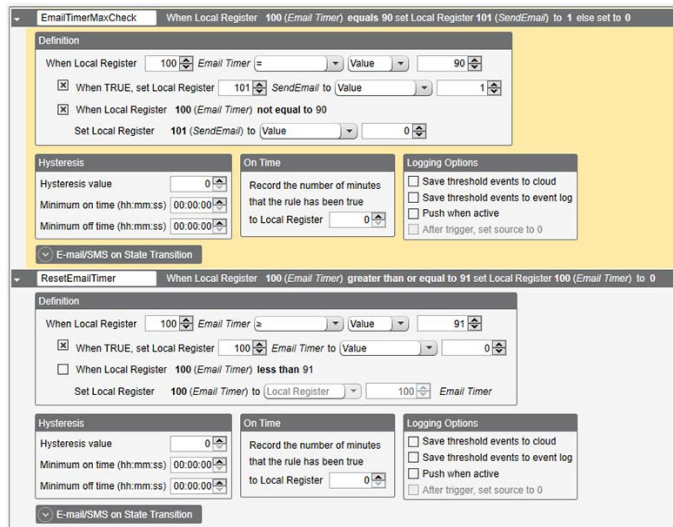 EmailTimerMaxCheck When Local Register 100 (Email Timer) equals 90 set Local Register 101 (SendEmail) to 1 else set to 0
Definition
When Local Register 100 Email Timer = Value 90
When TRUE, set Local Register 101 SendEmail to Value 1
When Local Register 100 (Email Timer) not equal to 90
Set Local Register 101 (SendEmail) to Value 0
Hysteresis On Time Logging Options
Hysteresis value 0 Record the number of minutes Save threshold events to cloud
Minimum on time (hh:mm:ss) 00:00:00 that the rule has been true Save threshold events to event log
Minimum off time (hh:mm:ss) 00:00:00 to Local Register 0 Push when active
After trigger, set source to 0
E-mail/SMS on State Transition
ResetEmailTimer When Local Register 100 (Email Timer) greater than or equal to 91 set Local Register 100 (Email Timer) to 0
Definition
When Local Register 100 Email Timer ≥ Value 91
When TRUE, set Local Register 100 Email Timer to Value 0
When Local Register 100 (Email Timer) less than 91
Set Local Register 100 (Email Timer) to Local Register 100 Email Timer
Hysteresis On Time Logging Options
Hysteresis value 0 Record the number of minutes Save threshold events to cloud
Minimum on time (hh:mm:ss) 00:00:00 that the rule has been true Save threshold events to event log
Minimum off time (hh:mm:ss) 00:00:00 to Local Register 0 Push when active
After trigger, set source to 0
E-mail/SMS on State Transition